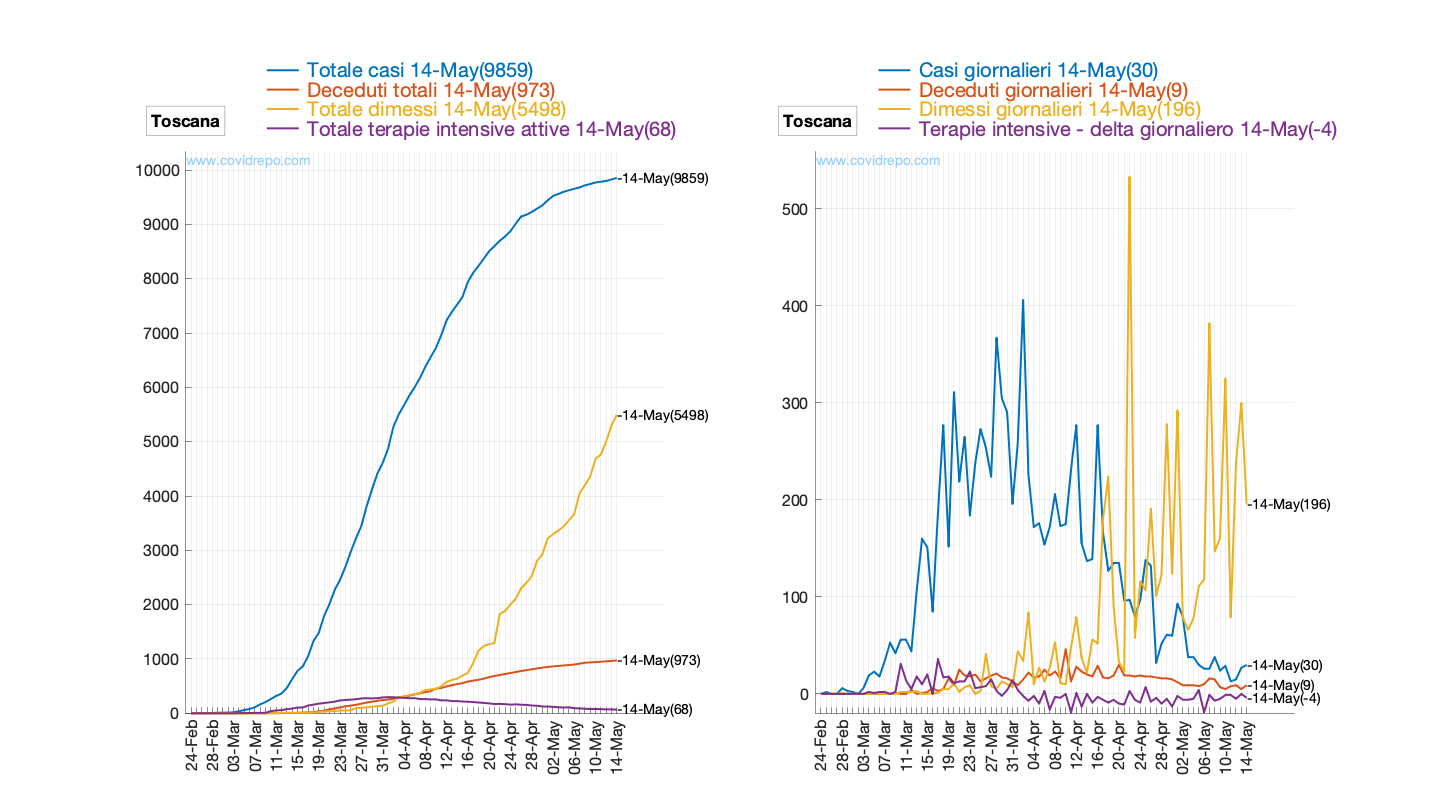 Totale casi 14-May(9859)
Deceduti totali 14-May(973)
Totale dimessi 14-May(5498)
Totale terapie intensive attive 14-May(68)
Toscana
www.covidrepo.com
10000
9000
8000
7000
6000
5000
4000
3000
2000
1000
0
-14-May(9859)
-14-May(5498)
-14-May(973)
-14-May(68)
24-Feb
28-Feb
03-Mar
07-Mar
11-Mar
15-Mar
19-Mar
23-Mar
27-Mar
31-Mar
04-Apr
08-Apr
12-Apr
16-Apr
20-Apr
24-Apr
28-Apr
02-May
06-May
10-May
14-May
Casi giornalieri 14-May(30)
Deceduti giornalieri 14-May(9)
Dimessi giornalieri 14-May(196)
Terapie intensive - delta giornaliero 14-May(-4)
Toscana
www.covidrepo.com
500
400
300
200
100
0
-14-May(196)
-14-May(30)
-14-May(9)
-14-May(-4)
24-Feb
28-Feb
03-Mar
07-Mar
11-Mar
15-Mar
19-Mar
23-Mar
27-Mar
31-Mar
04-Apr
08-Apr
12-Apr
16-Apr
20-Apr
24-Apr
28-Apr
02-May
06-May
10-May
14-May